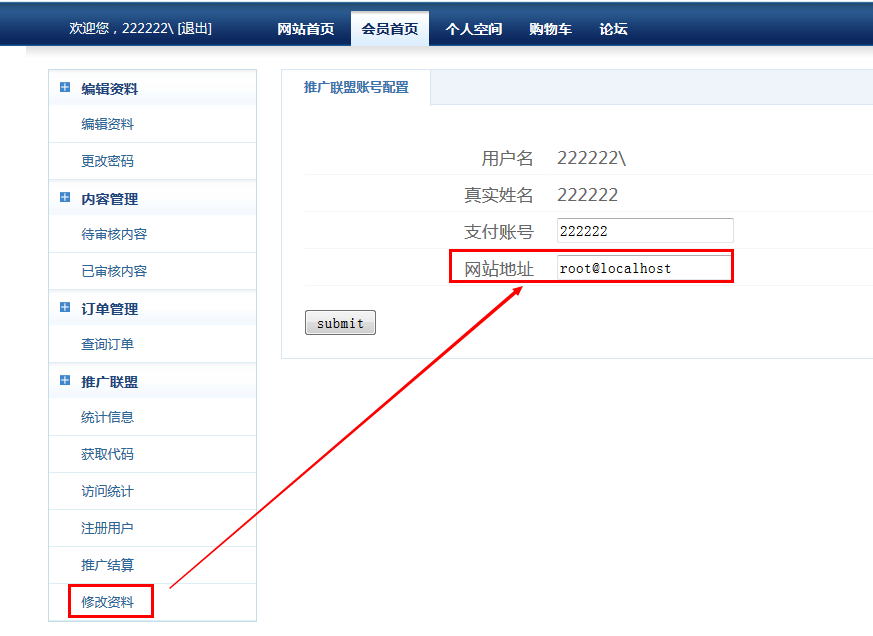 欢迎您，222222\ [退出] 网站首页 会员首页 个人空间 购物车 论坛
编辑资料
编辑资料
更改密码
内容管理
待审核内容
已审核内容
订单管理
查询订单
推广联盟
统计信息
获取代码
访问统计
注册用户
推广结算
修改资料
推广联盟账号配置
用户名 222222\
真实姓名 222222
支付账号 222222
网站地址 root@localhost
submit